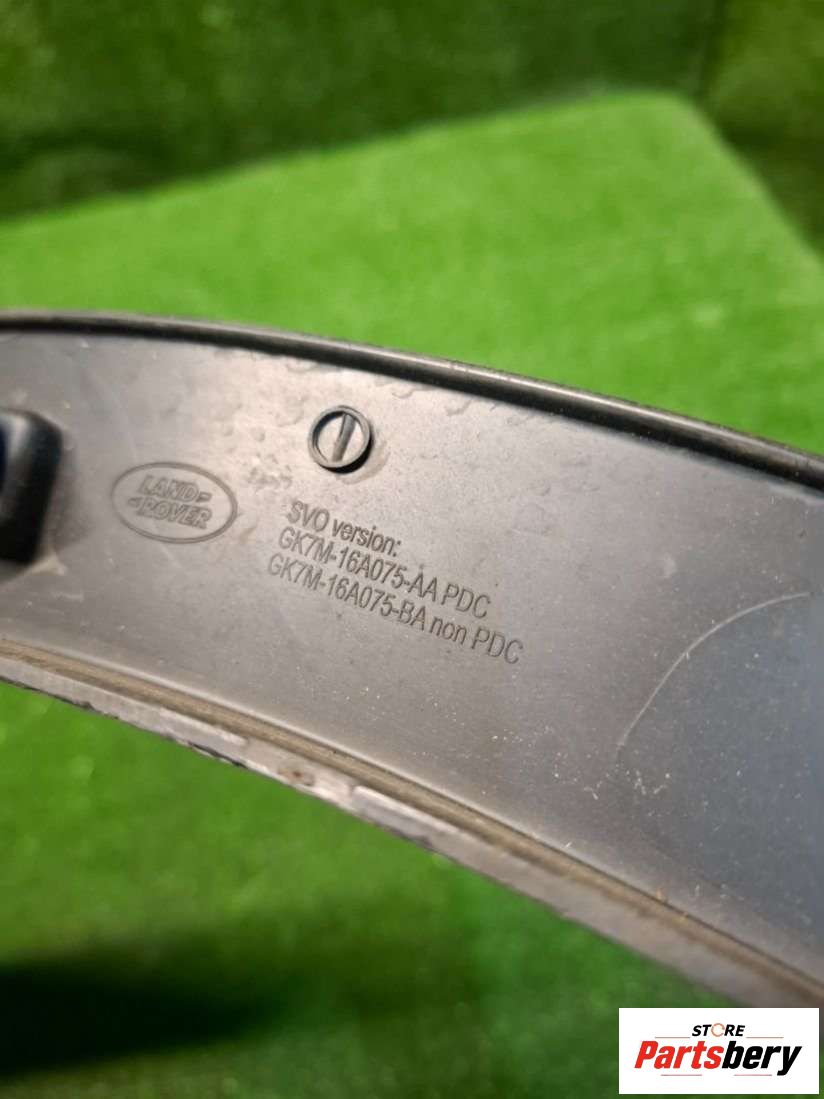 LAND-
-ROVER
SVO version:
GK7M-16A075-AA PDC
GK7M-16A075-BA non PDC
STORE
Partsbery